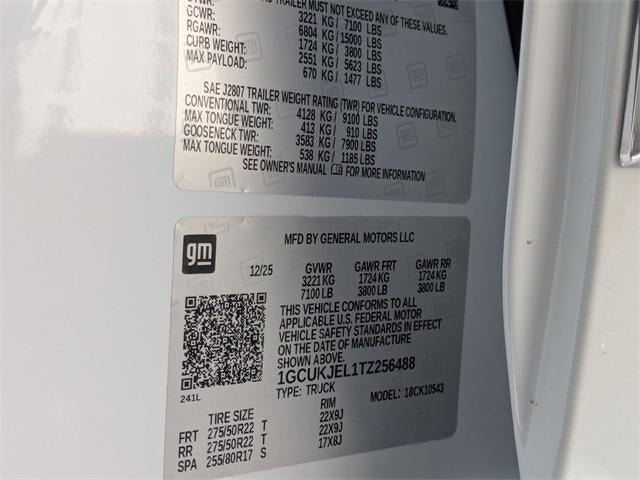 AND TRAILER MUST NOT EXCEED ANY OF THESE WEIGHTS.
3221 KG / 7100 LBS
GCWR: 6804 KG / 15000 LBS
RGAWR: 1724 KG / 3800 LBS
CURB WEIGHT: 2551 KG / 5623 LBS
MAX PAYLOAD: 670 KG / 1477 LBS
SAE J2807 TRAILER WEIGHT RATING (TWR) FOR VEHICLE CONFIGURATION.
CONVENTIONAL TWR: 4128 KG / 9100 LBS
MAX TONGUE WEIGHT: 413 KG / 910 LBS
GOOSENECK TWR: 3583 KG / 7900 LBS
MAX TONGUE WEIGHT: 538 KG / 1185 LBS
SEE OWNER'S MANUAL FOR MORE INFORMATION
gm
MFD BY GENERAL MOTORS LLC
12/25 GVWR GAWR FRT GAWR RR
3221 KG 1724 KG 1724 KG
7100 LB 3800 LB 3800 LB
THIS VEHICLE CONFORMS TO ALL
APPLICABLE U.S. FEDERAL MOTOR
VEHICLE SAFETY STANDARDS IN EFFECT
ON THE DATE OF MANUFACTURE
SHOWN ABOVE.
1GCUKJEL1TZ256488
TYPE: TRUCK MODEL: 18CK10543
241L
TIRE SIZE RIM
FRT 275/50R22 T 22X9J
RR 275/50R22 T 22X9J
SPA 255/80R17 S 17X8J